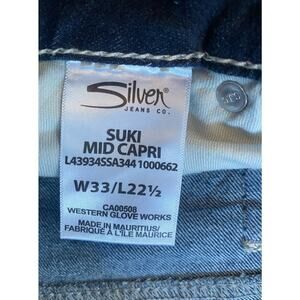 Silver®
JEANS CO.
SUKI
MID CAPRI
L43934SSA344 1000662
W33/L22½
CA00508
WESTERN GLOVE WORKS
MADE IN MAURITIUS/
FABRIQUÉ À L'ÎLE MAURICE